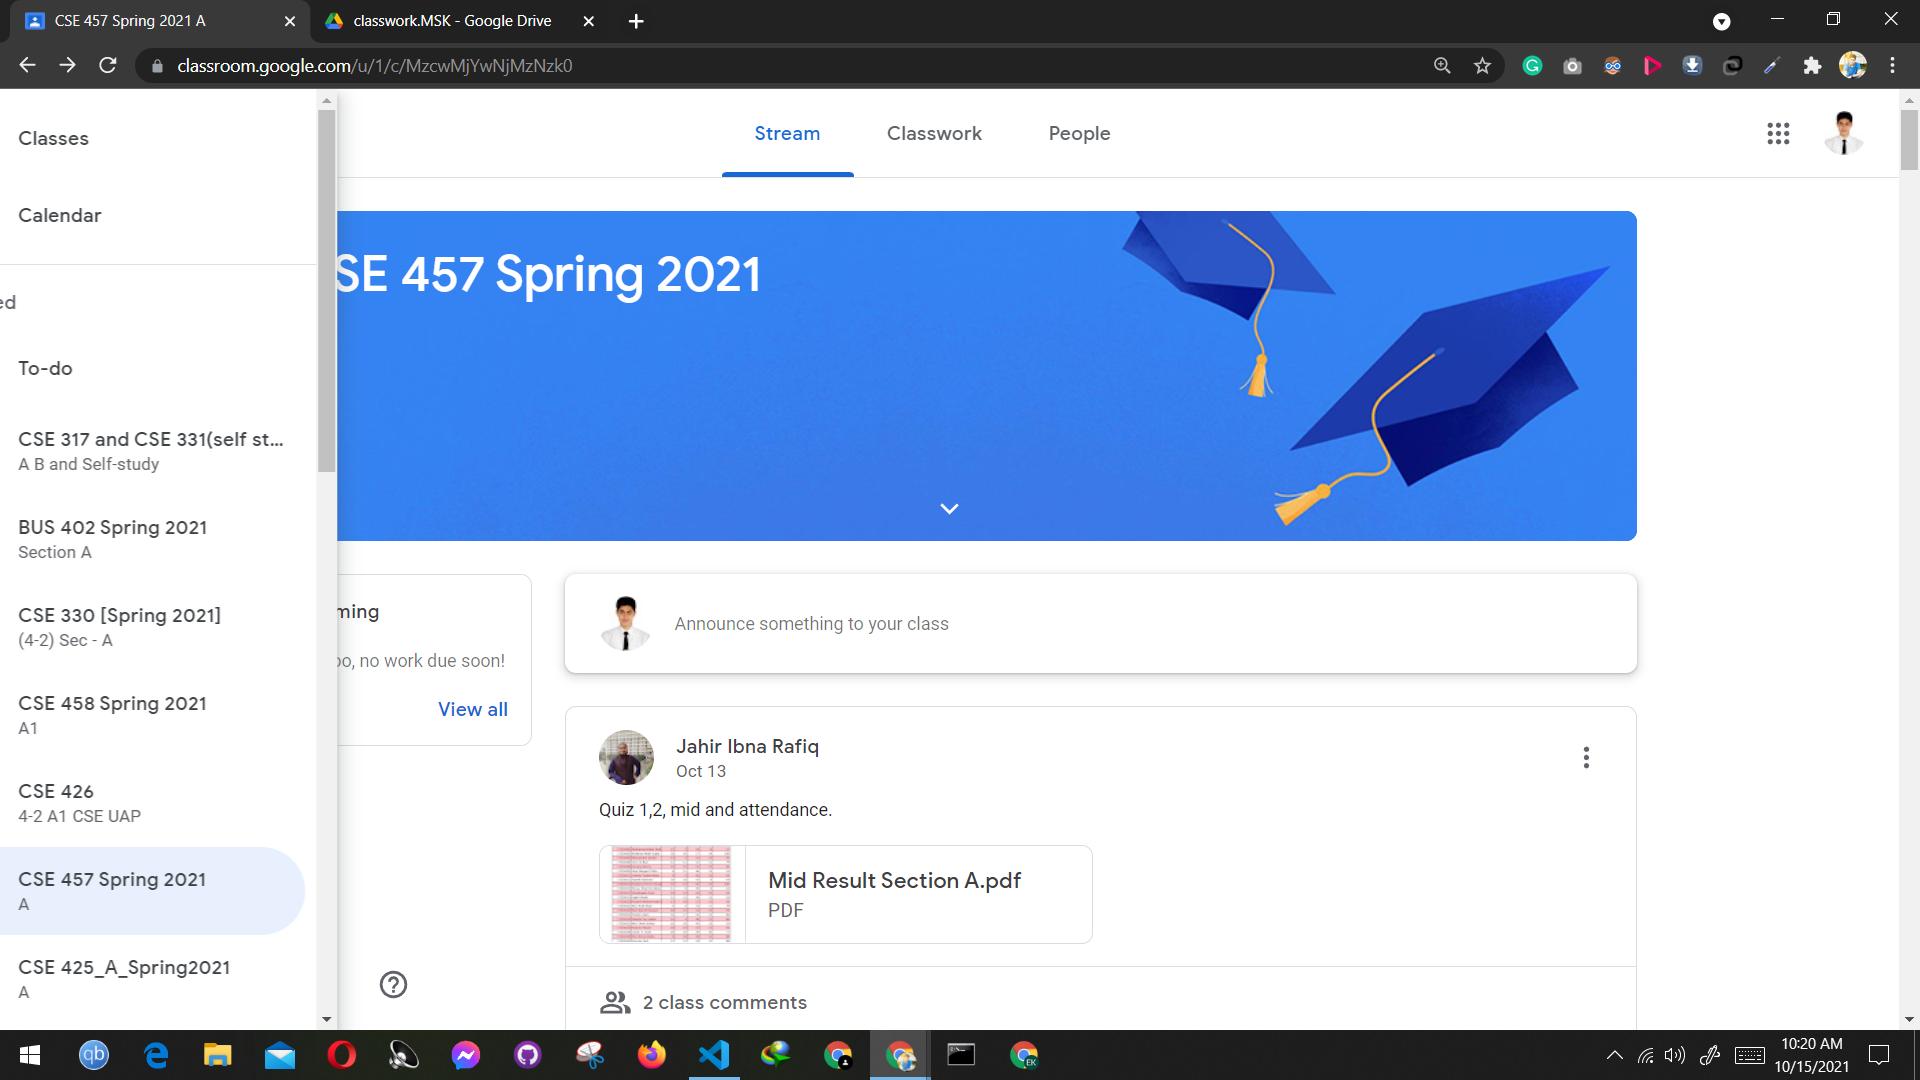 CSE 457 Spring 2021 A
classwork.MSK - Google Drive
classroom.google.com/u/1/c/MzcwMjYwNjMzNzk0
Classes
Calendar
ed
To-do
CSE 317 and CSE 331(self st...
A B and Self-study
BUS 402 Spring 2021
Section A
CSE 330 [Spring 2021]
(4-2) Sec - A
CSE 458 Spring 2021
A1
CSE 426
4-2 A1 CSE UAP
CSE 457 Spring 2021
A
CSE 425_A_Spring2021
A
Stream
Classwork
People
SE 457 Spring 2021
ming
oo, no work due soon!
View all
Announce something to your class
Jahir Ibna Rafiq
Oct 13
Quiz 1,2, mid and attendance.
Mid Result Section A.pdf
PDF
2 class comments
qb
EK
10:20 AM
10/15/2021